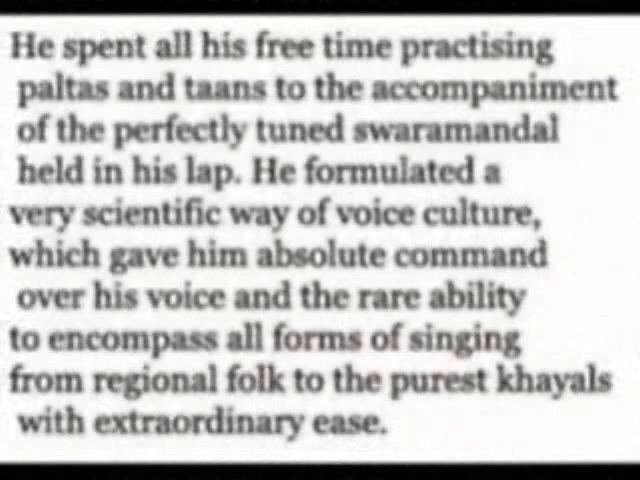 He spent all his free time practising
paltas and taans to the accompaniment
of the perfectly tuned swaramandal
held in his lap. He formulated a
very scientific way of voice culture,
which gave him absolute command
over his voice and the rare ability
to encompass all forms of singing
from regional folk to the purest khayals
with extraordinary ease.